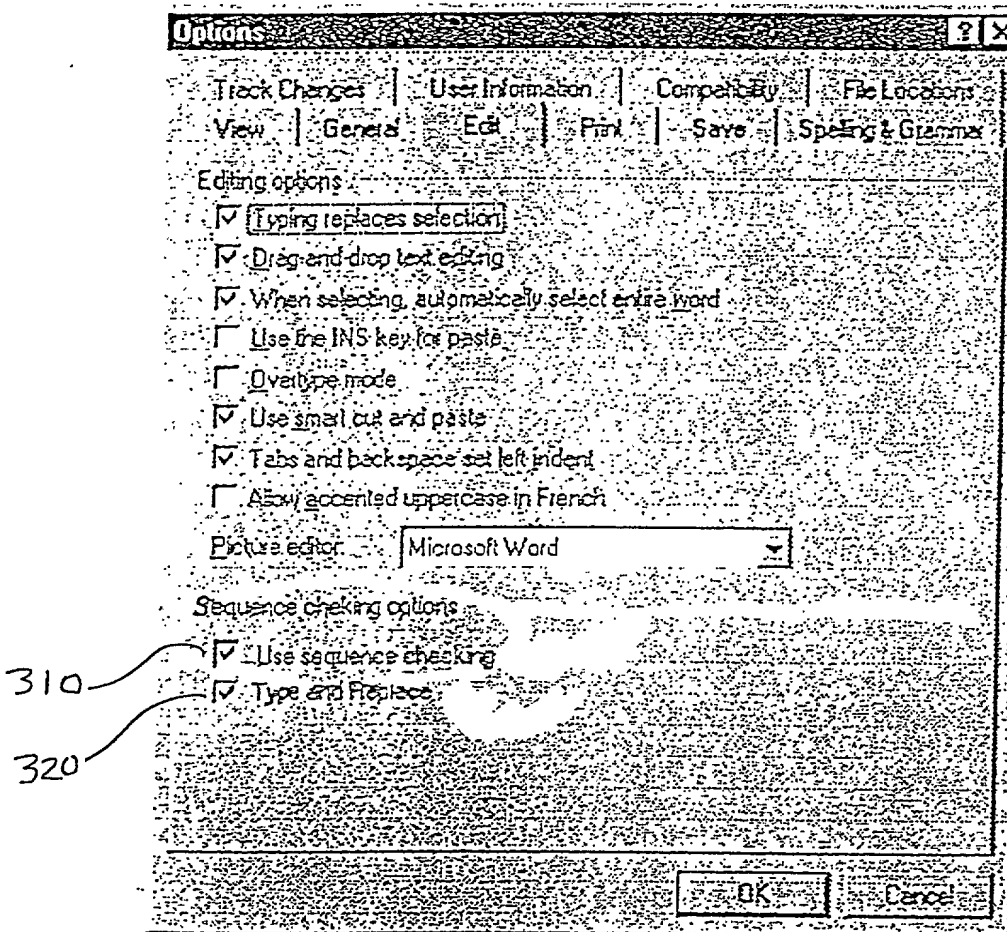 Options
Track Changes User Information Compatibility File Locations
View General Edit Print Save Spelling & Grammar
Editing options
Typing replaces selection
Drag-and-drop text editing
When selecting, automatically select entire word
Use the INS key for paste
Overtype mode
Use smart cut and paste
Tabs and backspace set left indent
Allow accented uppercase in French
Picture editor: Microsoft Word
Sequence cheking options
310 Use sequence checking
320 Type and Replace
OK Cancel